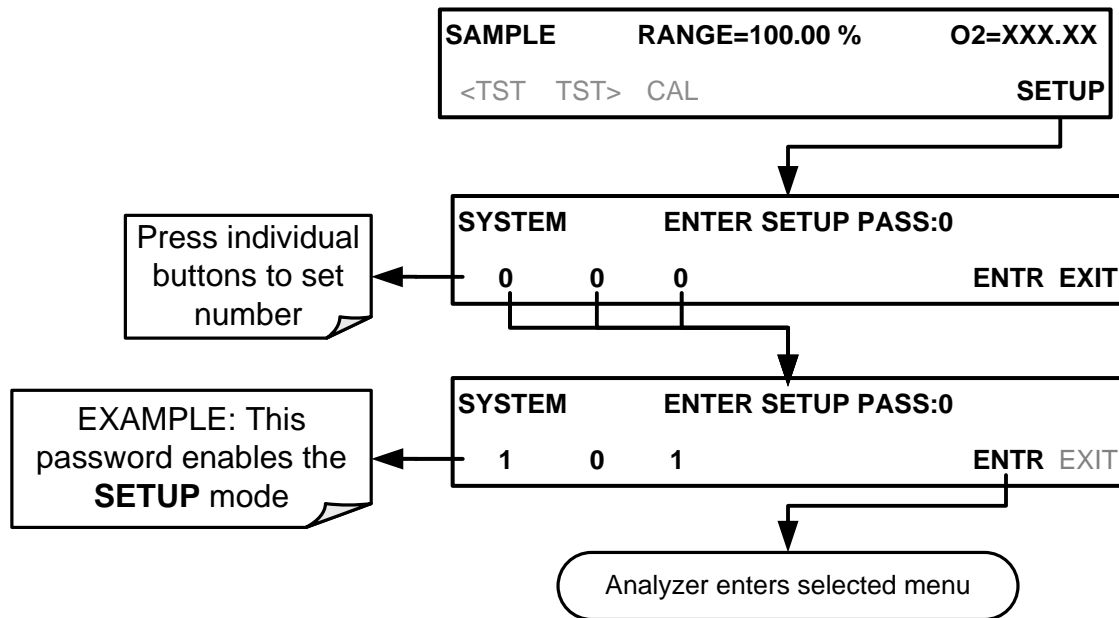 SAMPLE RANGE=100.00 % O2=XXX.XX
<TST TST> CAL SETUP
SYSTEM ENTER SETUP PASS:0
0 0 0 ENTR EXIT
Press individual
buttons to set
number
SYSTEM ENTER SETUP PASS:0
1 0 1 ENTR EXIT
EXAMPLE: This
password enables the
SETUP mode
Analyzer enters selected menu